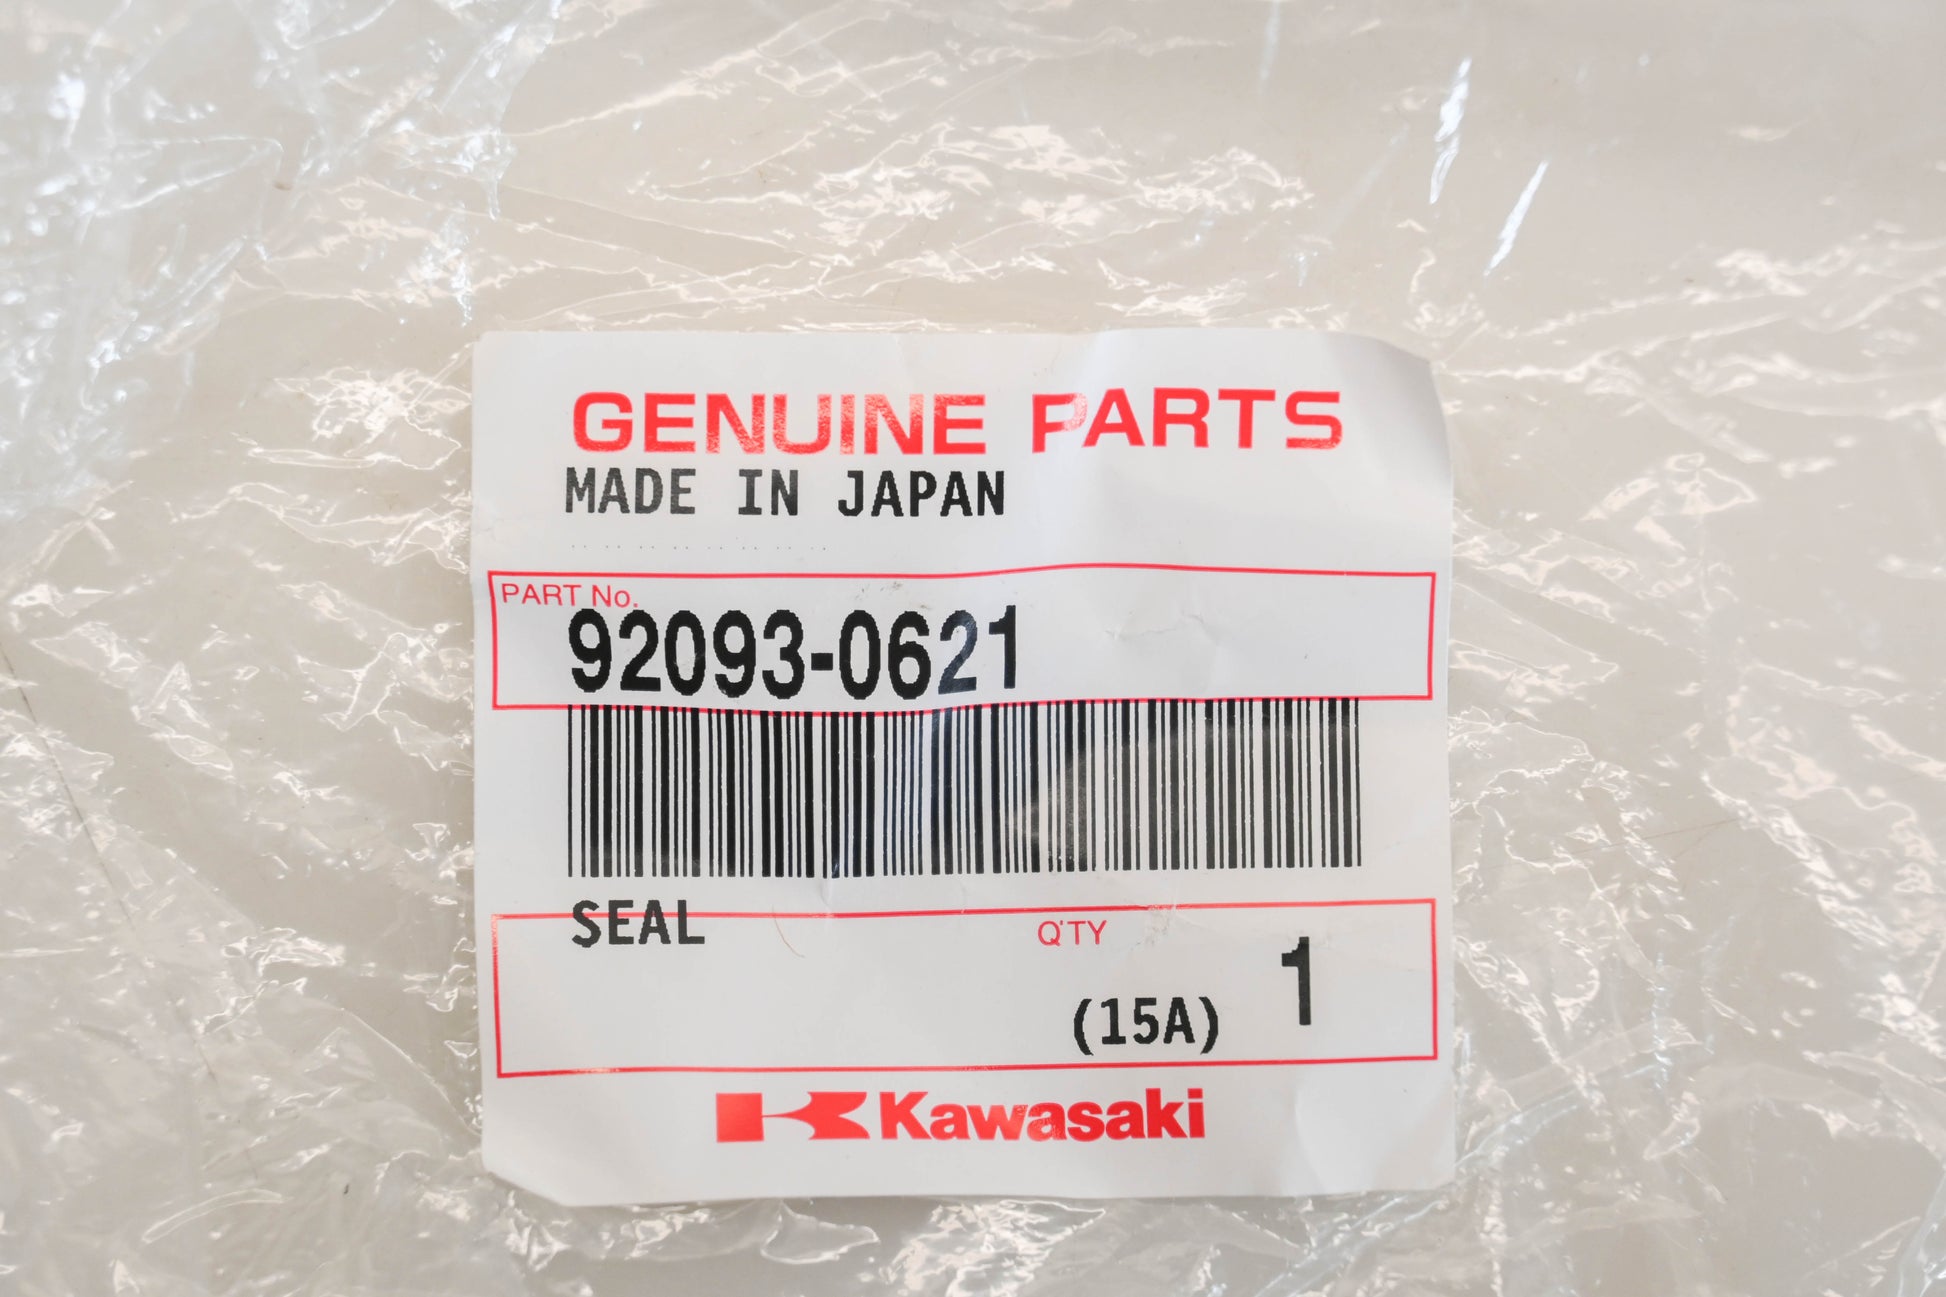 GENUINE PARTS
MADE IN JAPAN
PART No.
92093-0621
SEAL
Q'TY
(15A) 1
Kawasaki